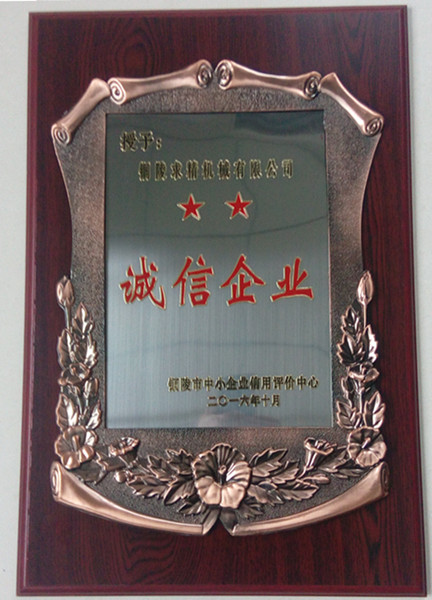 授予：
铜陵求精机械有限公司
★ ★
诚信企业
铜陵市中小企业信用评价中心
二〇一六年十月